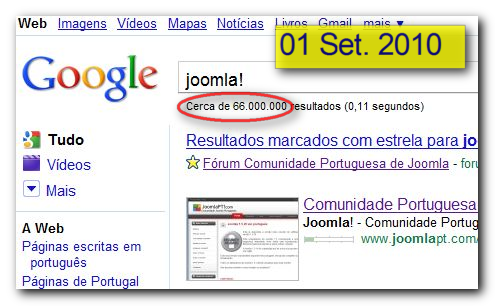 Web Imagens Vídeos Mapas Notícias Livros Gmail mais
01 Set. 2010
Google
joomla!
Cerca de 66.000.000 resultados (0,11 segundos)
Tudo
Resultados marcados com estrela para jo
Vídeos
Fórum Comunidade Portuguesa de Joomla - foru
Mais
A Web
Páginas escritas em
português
Páginas de Portugal
JoomlaPT.com
Comunidade Portuguesa
Joomla! - Comunidade Portug
www.joomlapt.com/